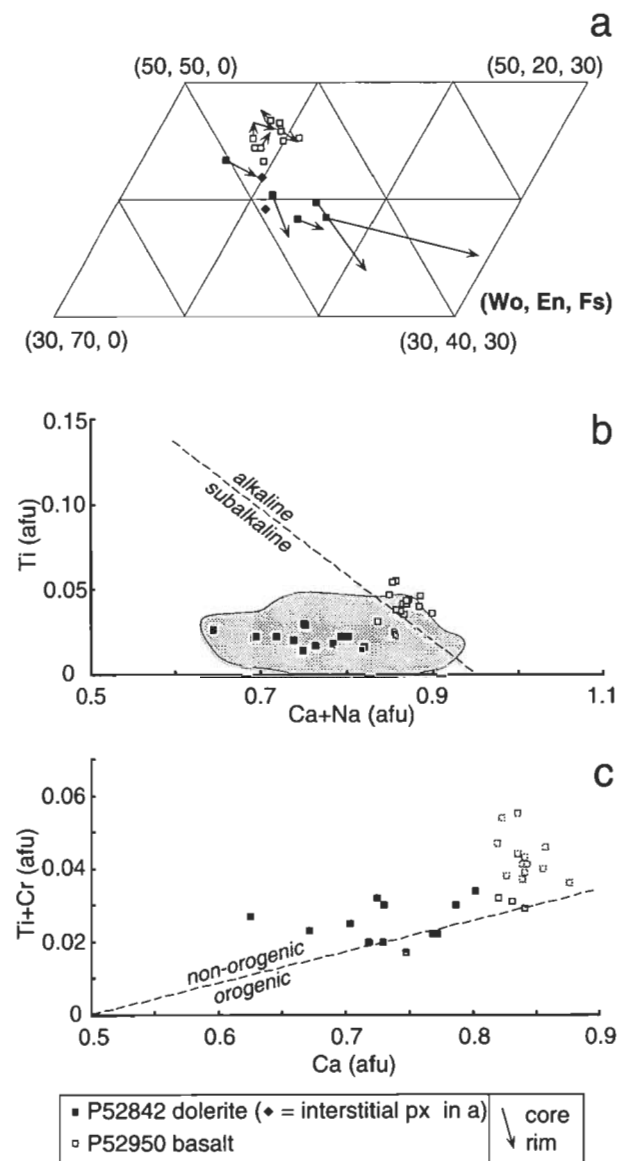 a
(50, 50, 0) (50, 20, 30)
(Wo, En, Fs)
(30, 70, 0) (30, 40, 30)
b
0.15
0.10
0.05
0
Ti (afu)
alkaline
subalkaline
0.5 0.7 0.9 1.1
Ca+Na (afu)
c
0.06
0.04
0.02
0
Ti+Cr (afu)
non-orogenic
orogenic
0.5 0.6 0.7 0.8 0.9
Ca (afu)
▪ P52842 dolerite (◆ = interstitial px in a) core
▫ P52950 basalt rim